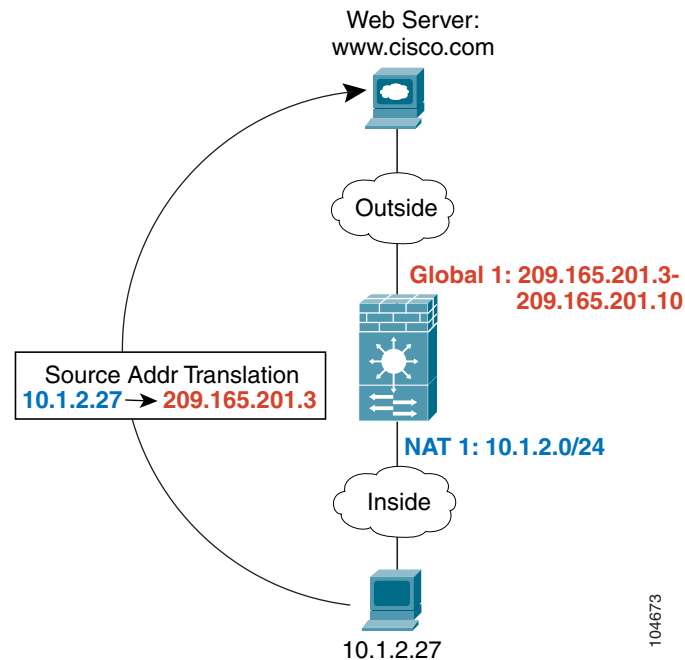 Web Server:
www.cisco.com
Outside
Global 1: 209.165.201.3-
209.165.201.10
Source Addr Translation
10.1.2.27 → 209.165.201.3
NAT 1: 10.1.2.0/24
Inside
10.1.2.27
104673